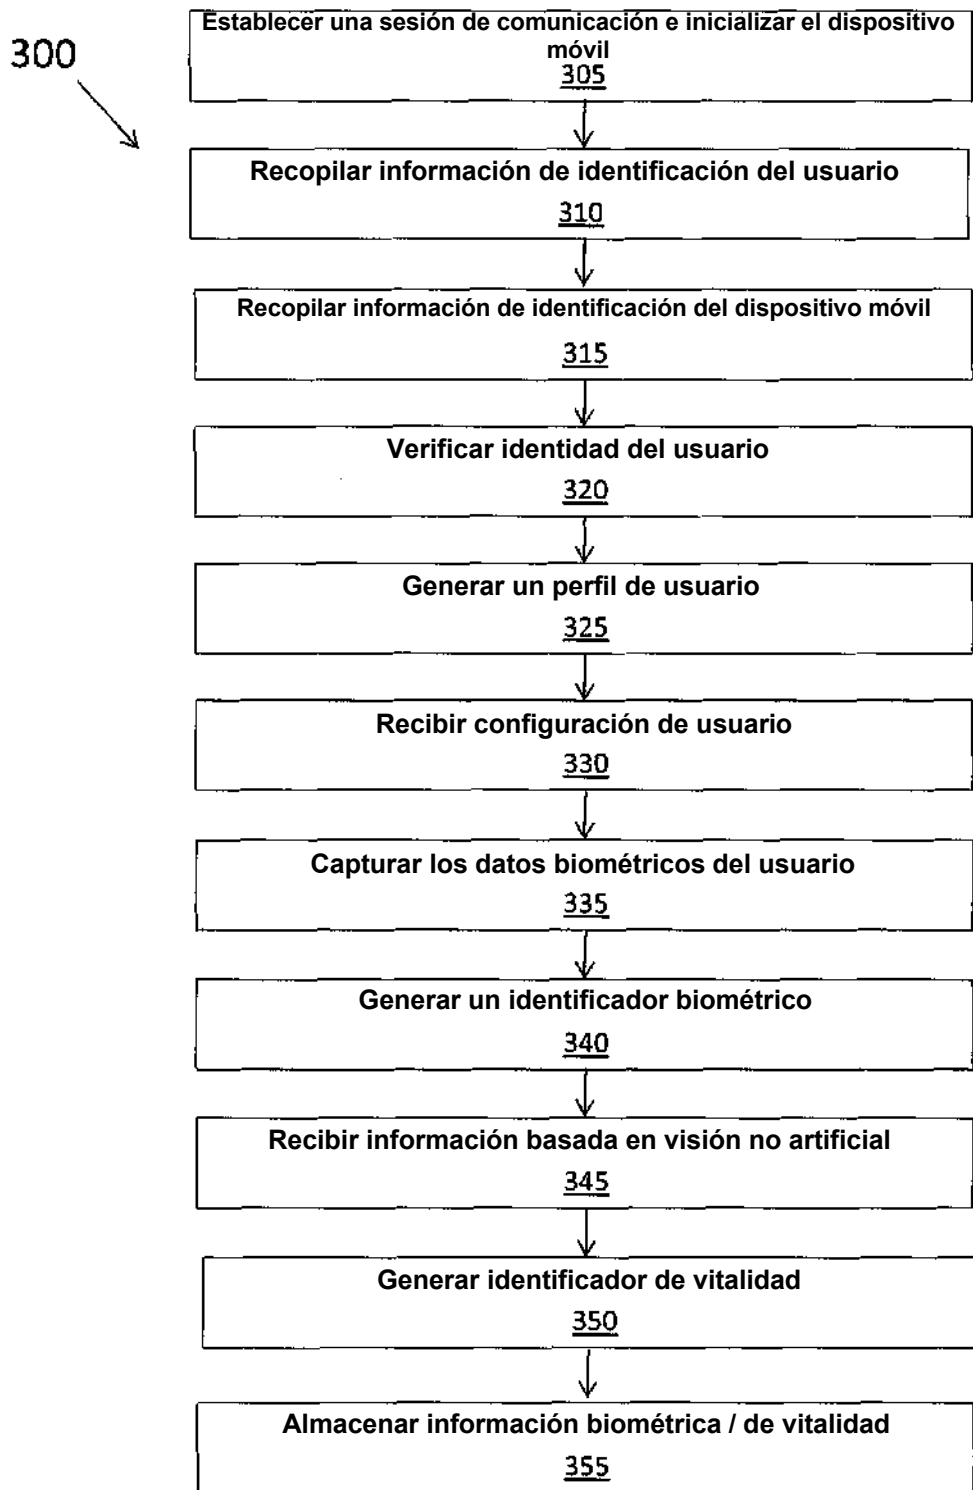 300
Establecer una sesión de comunicación e inicializar el dispositivo
móvil
305
Recopilar información de identificación del usuario
310
Recopilar información de identificación del dispositivo móvil
315
Verificar identidad del usuario
320
Generar un perfil de usuario
325
Recibir configuración de usuario
330
Capturar los datos biométricos del usuario
335
Generar un identificador biométrico
340
Recibir información basada en visión no artificial
345
Generar identificador de vitalidad
350
Almacenar información biométrica / de vitalidad
355